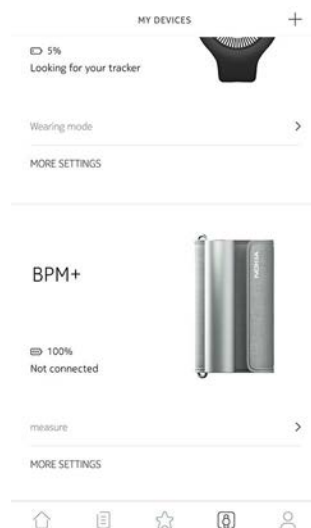 MY DEVICES
5%
Looking for your tracker
Wearing mode
MORE SETTINGS
BPM+
NOKIA
100%
Not connected
measure
MORE SETTINGS